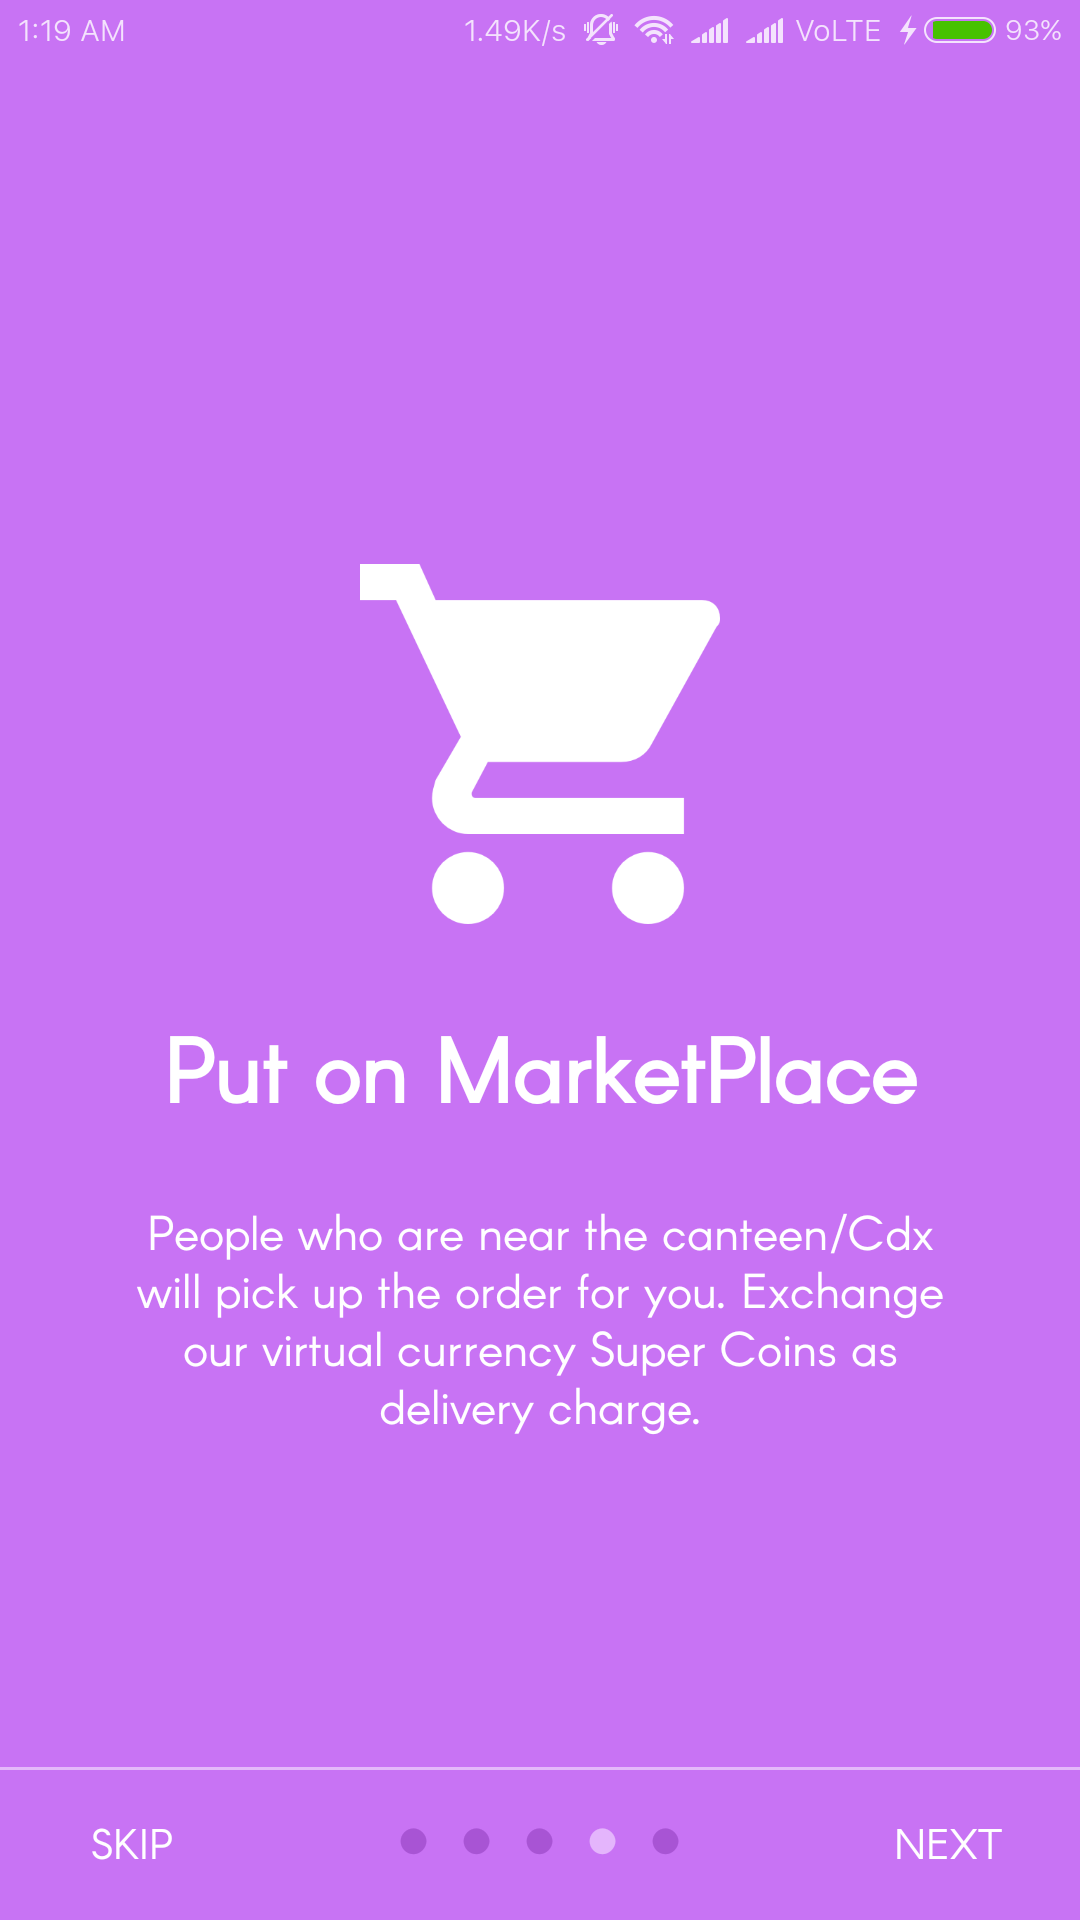 1:19 AM 1.49K/s VoLTE 93%
Put on MarketPlace
People who are near the canteen/Cdx
will pick up the order for you. Exchange
our virtual currency Super Coins as
delivery charge.
SKIP NEXT